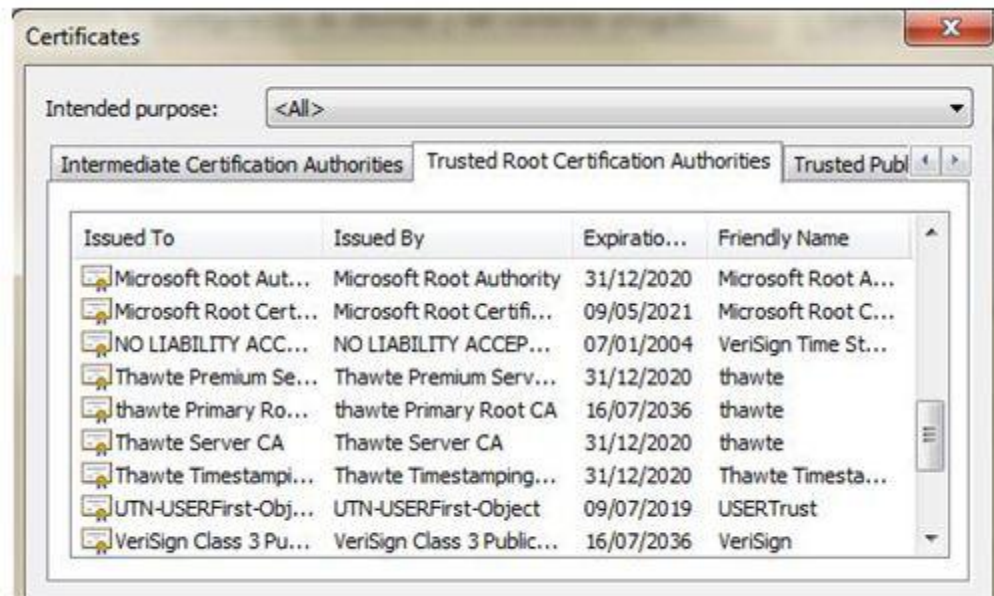 Certificates
Intended purpose: <All>
Intermediate Certification Authorities Trusted Root Certification Authorities Trusted Publ
Issued To Issued By Expiratio... Friendly Name
Microsoft Root Aut... Microsoft Root Authority 31/12/2020 Microsoft Root A...
Microsoft Root Cert... Microsoft Root Certifi... 09/05/2021 Microsoft Root C...
NO LIABILITY ACC... NO LIABILITY ACCEP... 07/01/2004 VeriSign Time St...
Thawte Premium Se... Thawte Premium Serv... 31/12/2020 thawte
thawte Primary Ro... thawte Primary Root CA 16/07/2036 thawte
Thawte Server CA Thawte Server CA 31/12/2020 thawte
Thawte Timestampi... Thawte Timestamping... 31/12/2020 Thawte Timesta...
UTN-USERFirst-Obj... UTN-USERFirst-Object 09/07/2019 USERTrust
VeriSign Class 3 Pu... VeriSign Class 3 Public... 16/07/2036 VeriSign